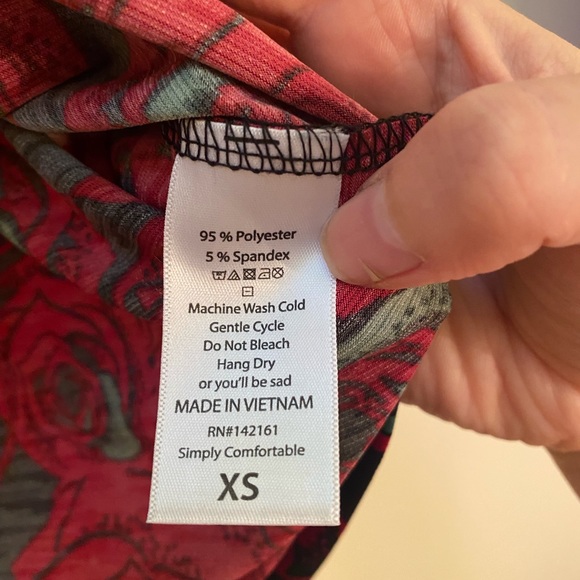 95 % Polyester
5 % Spandex
Machine Wash Cold
Gentle Cycle
Do Not Bleach
Hang Dry
or you'll be sad
MADE IN VIETNAM
RN#142161
Simply Comfortable
XS